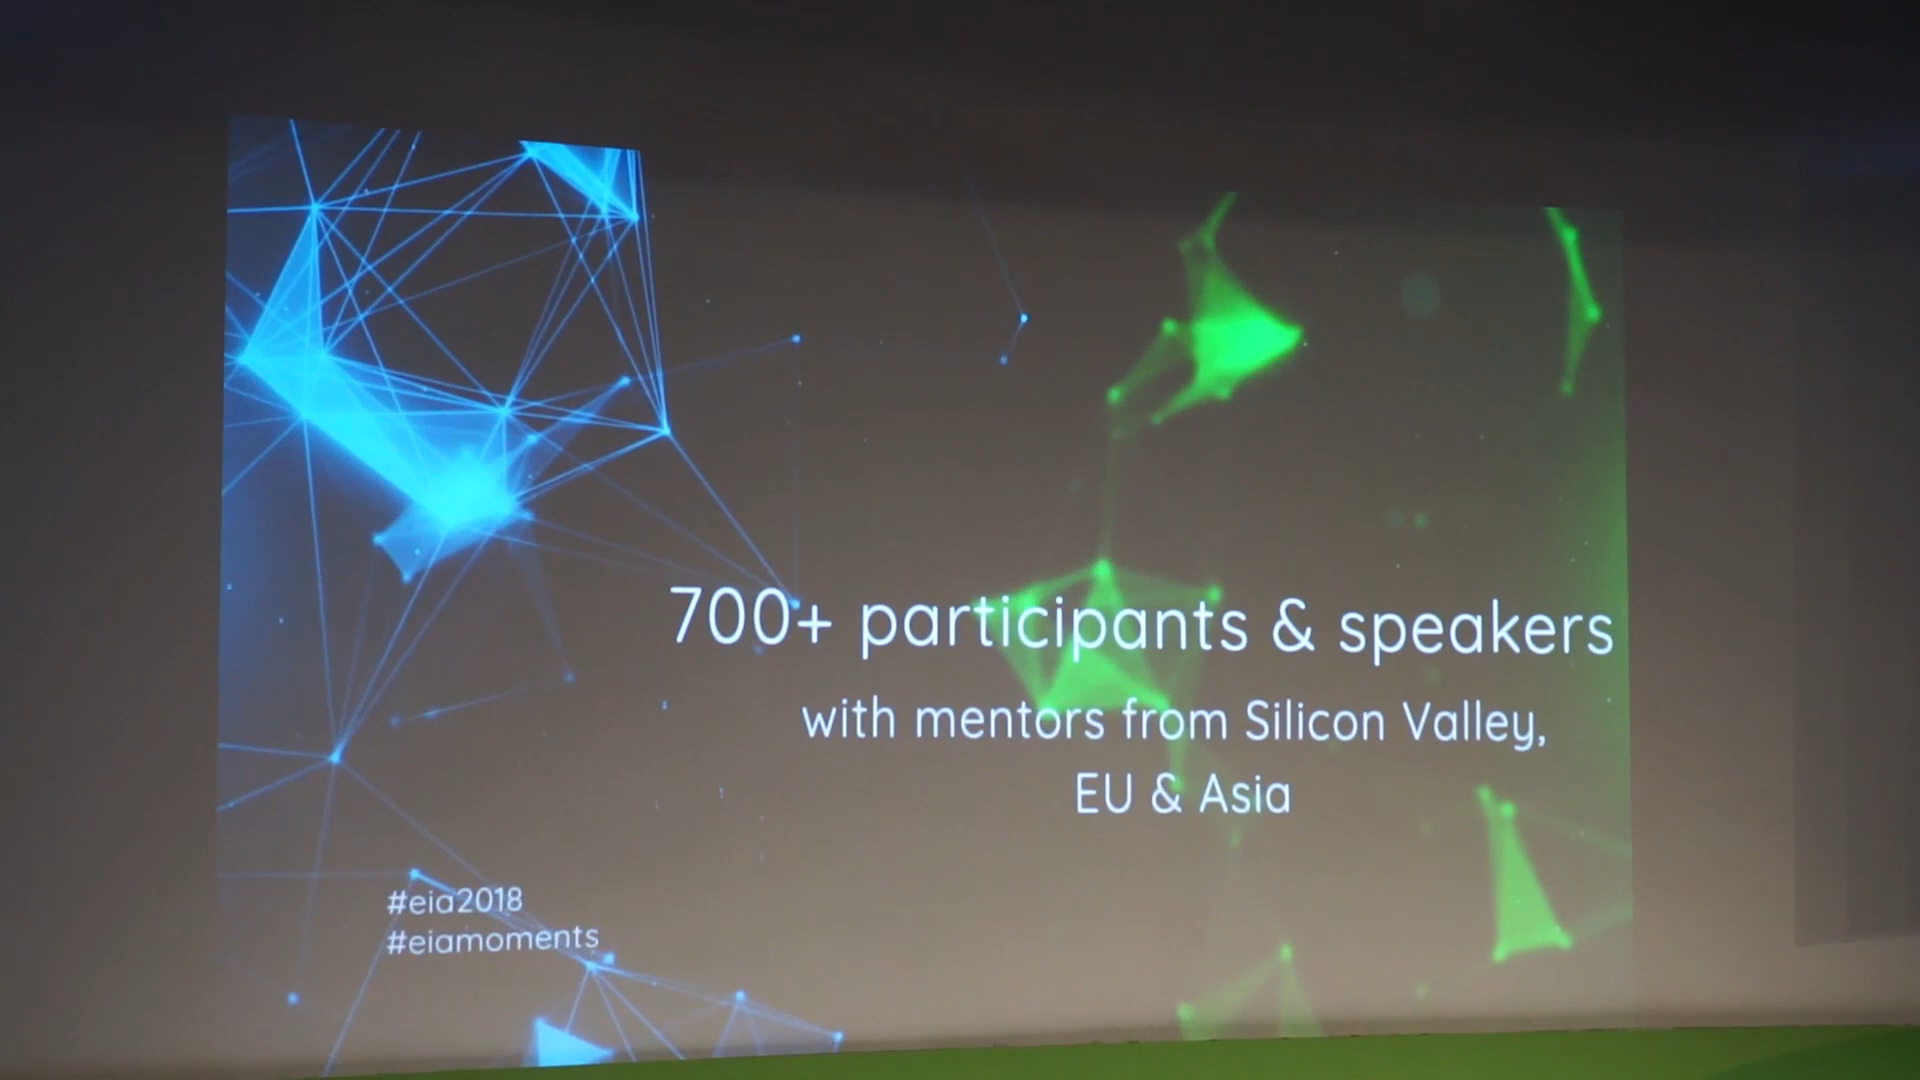 700+ participants & speakers
with mentors from Silicon Valley,
EU & Asia
#eia2018
#eiamoments